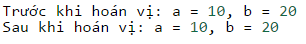 Trước khi hoán vị: a = 10, b = 20
Sau khi hoán vị: a = 10, b = 20